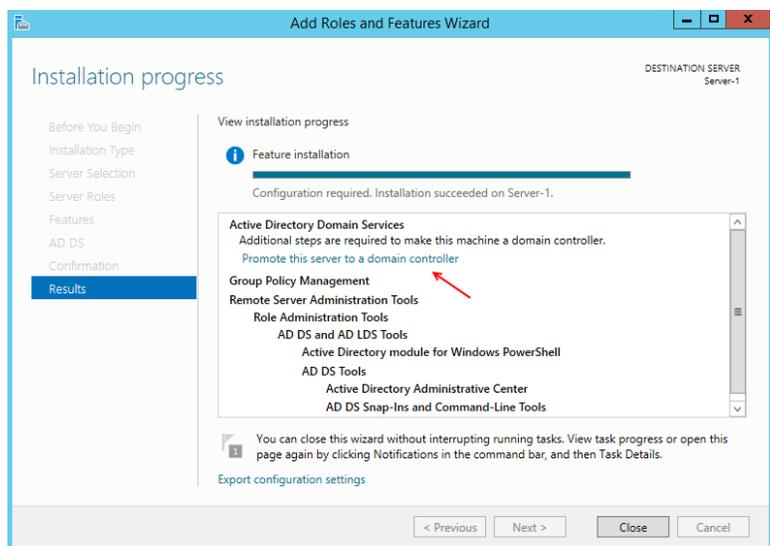 Add Roles and Features Wizard
Installation progress
DESTINATION SERVER
Server-1
Before You Begin
Installation Type
Server Selection
Server Roles
Features
AD DS
Confirmation
Results
View installation progress
Feature installation
Configuration required. Installation succeeded on Server-1.
Active Directory Domain Services
Additional steps are required to make this machine a domain controller.
Promote this server to a domain controller
Group Policy Management
Remote Server Administration Tools
Role Administration Tools
AD DS and AD LDS Tools
Active Directory module for Windows PowerShell
AD DS Tools
Active Directory Administrative Center
AD DS Snap-Ins and Command-Line Tools
1
You can close this wizard without interrupting running tasks. View task progress or open this
page again by clicking Notifications in the command bar, and then Task Details.
Export configuration settings
< Previous
Next >
Close
Cancel